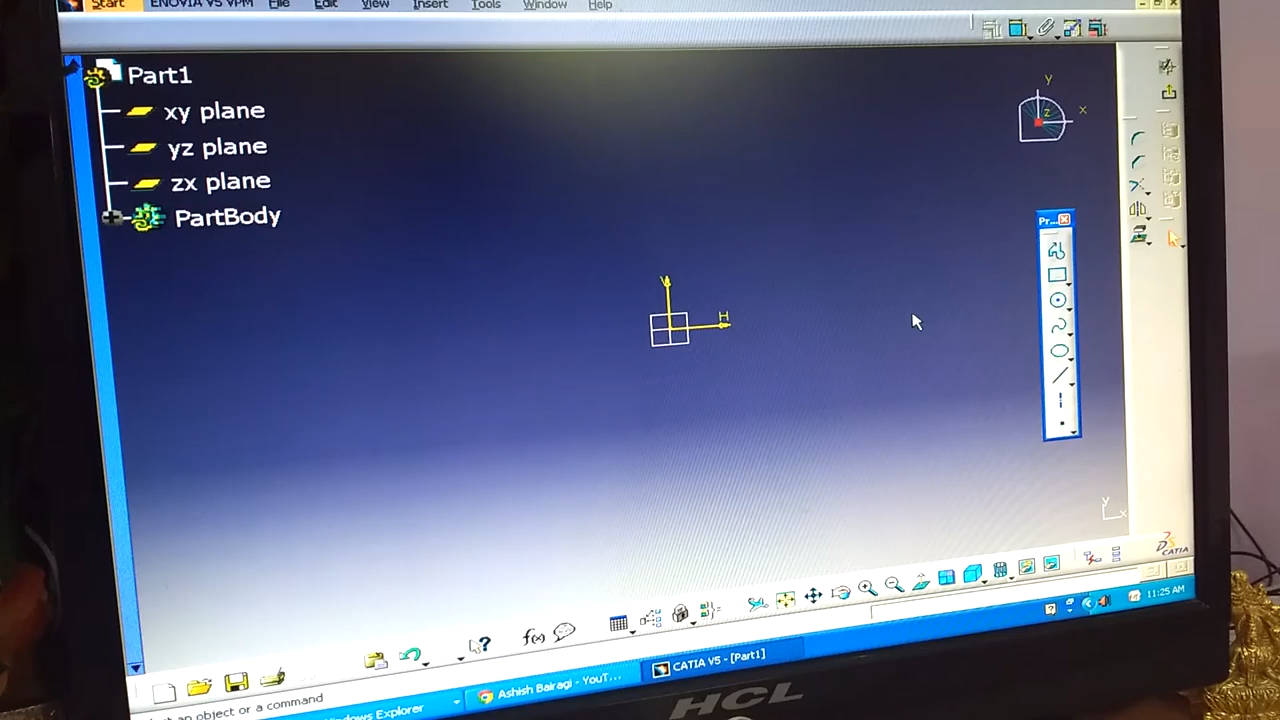 Start ENOVIA V5 VPM File Edit View Insert Tools Window Help
Part1
xy plane
yz plane
zx plane
PartBody
y
x
z
Pr...
V
H
y
x
DS CATIA
f(x)
11:25 AM
CATIA V5 - [Part1]
Ashish Bairagi - YouT...
an object or a command
Windows Explorer
HCL